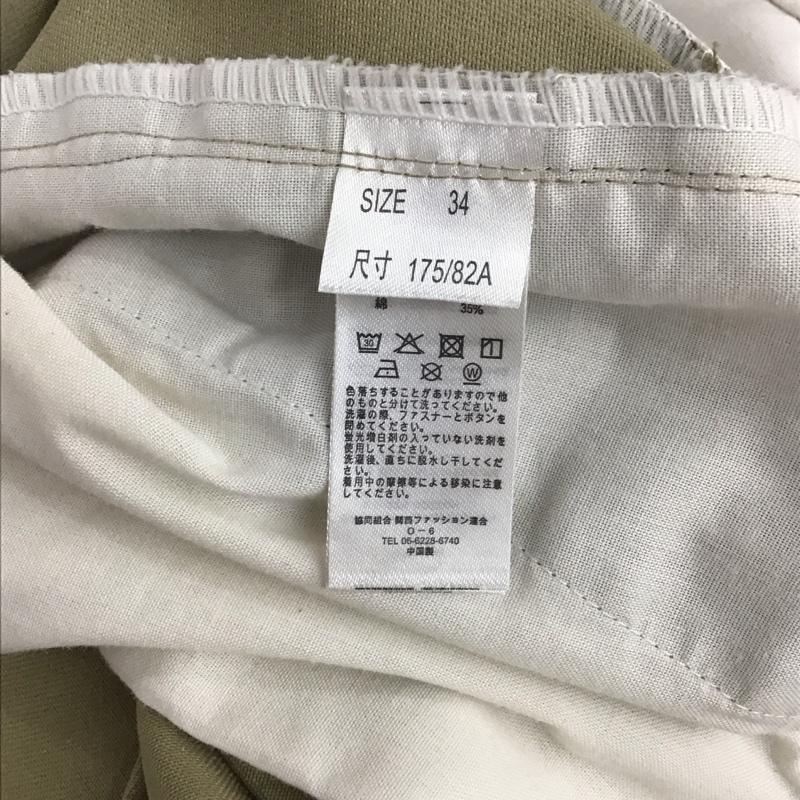 SIZE 34
尺寸 175/82A
綿 35%
30
W
色落ちすることがありますので他
のものと分けて洗ってください。
洗濯の際、ファスナーとボタンを
閉めてください。
蛍光増白剤の入っていない洗剤を
使用してください。
洗濯後、直ちに脱水し干してくだ
さい。
着用中の摩擦等による移染に注意
してください。
協同組合 関西ファッション連合
O－6
TEL 06-6228-6740
中国製